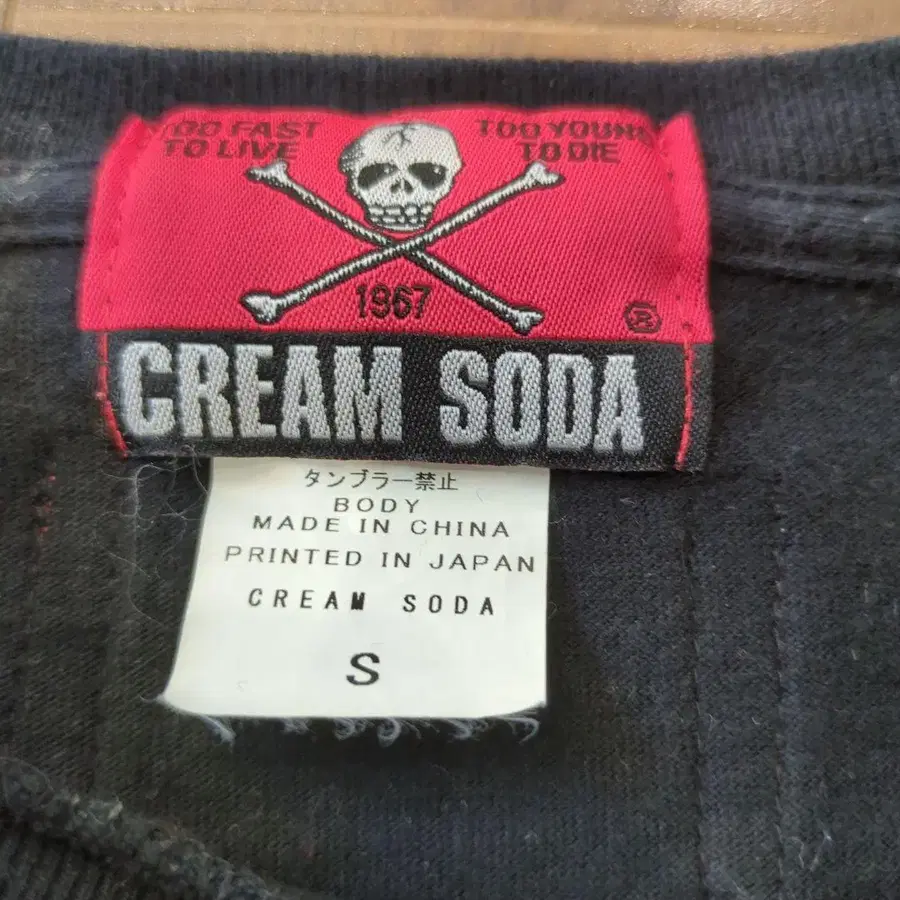 TOO FAST
TO LIVE
TOO YOUNG
TO DIE
1967
®
CREAM SODA
タンブラー禁止
BODY
MADE IN CHINA
PRINTED IN JAPAN
CREAM SODA
S